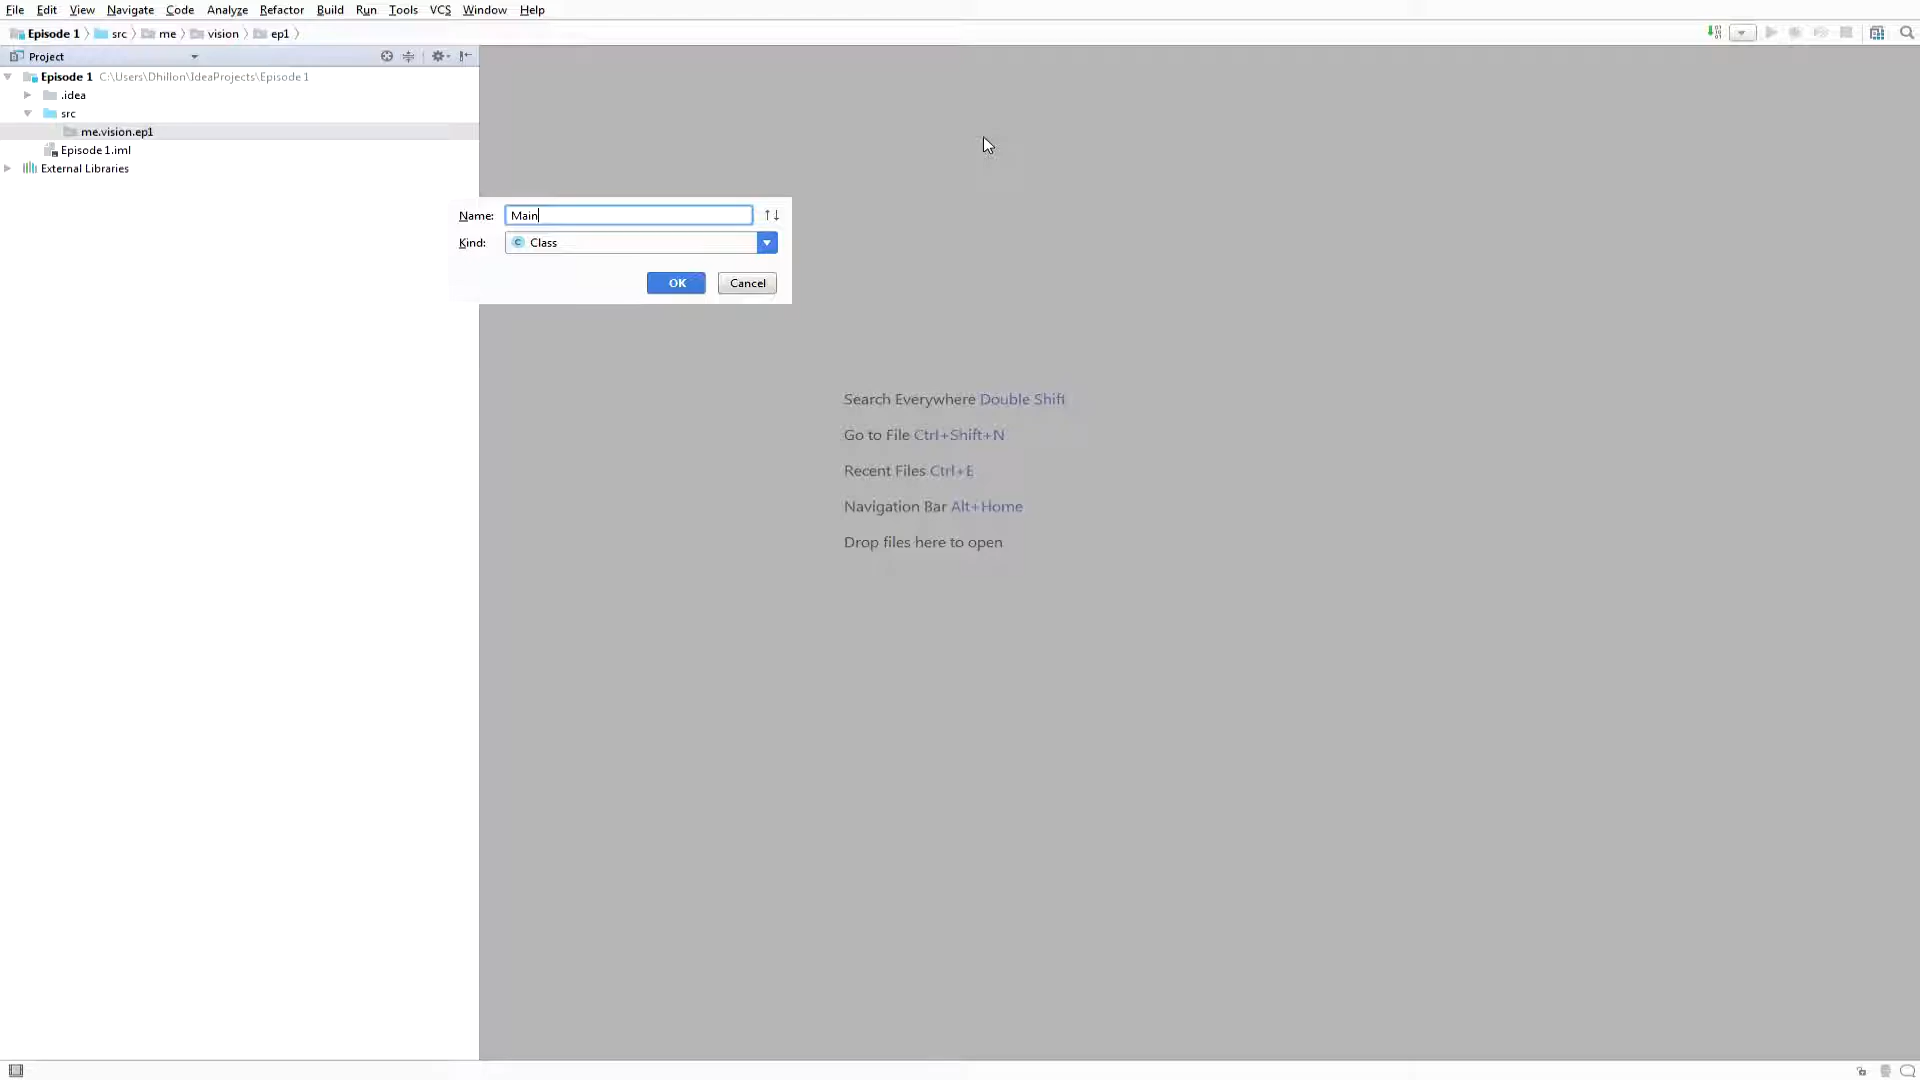 File Edit View Navigate Code Analyze Refactor Build Run Tools VCS Window Help
Episode 1 src me vision ep1
Project
Episode 1 C:\Users\Dhillon\IdeaProjects\Episode 1
.idea
src
me.vision.ep1
Episode 1.iml
External Libraries
Name: Main
Kind: Class
OK Cancel
Search Everywhere Double Shift
Go to File Ctrl+Shift+N
Recent Files Ctrl+E
Navigation Bar Alt+Home
Drop files here to open